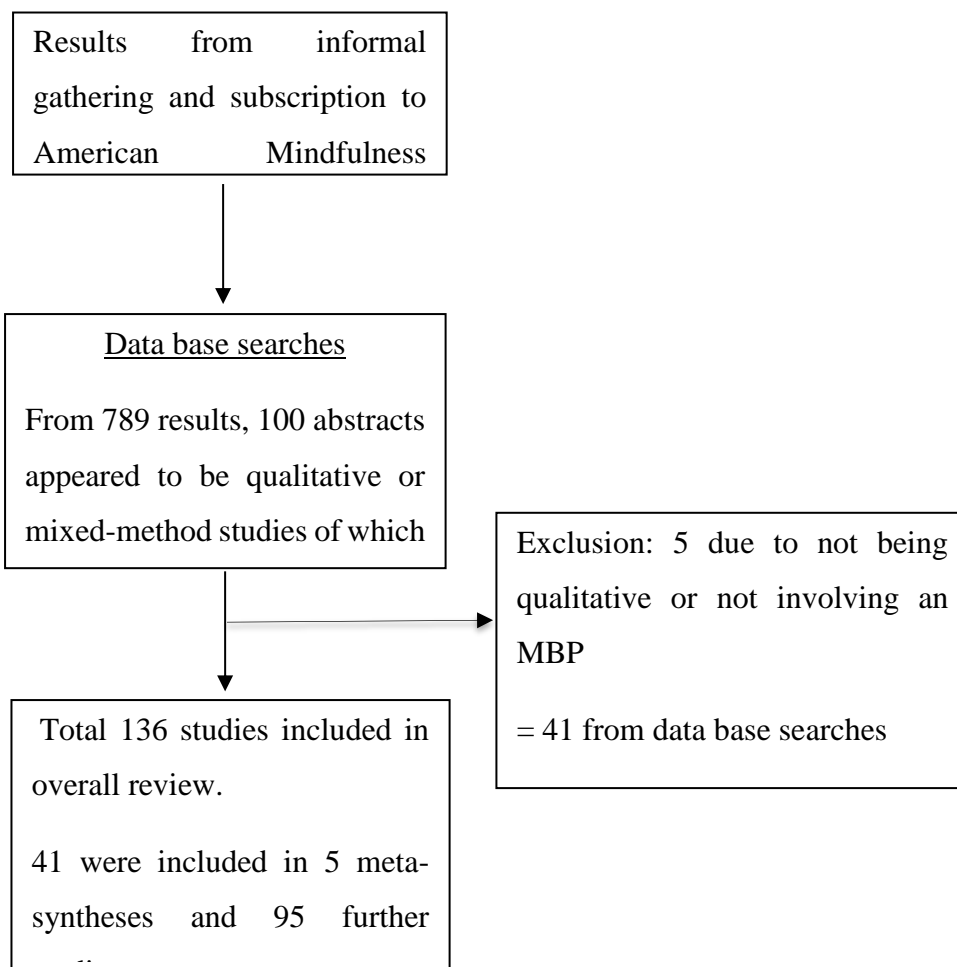 Results from informal
gathering and subscription to
American Mindfulness
Data base searches
From 789 results, 100 abstracts
appeared to be qualitative or
mixed-method studies of which
Exclusion: 5 due to not being
qualitative or not involving an
MBP
= 41 from data base searches
Total 136 studies included in
overall review.
41 were included in 5 meta-
syntheses and 95 further